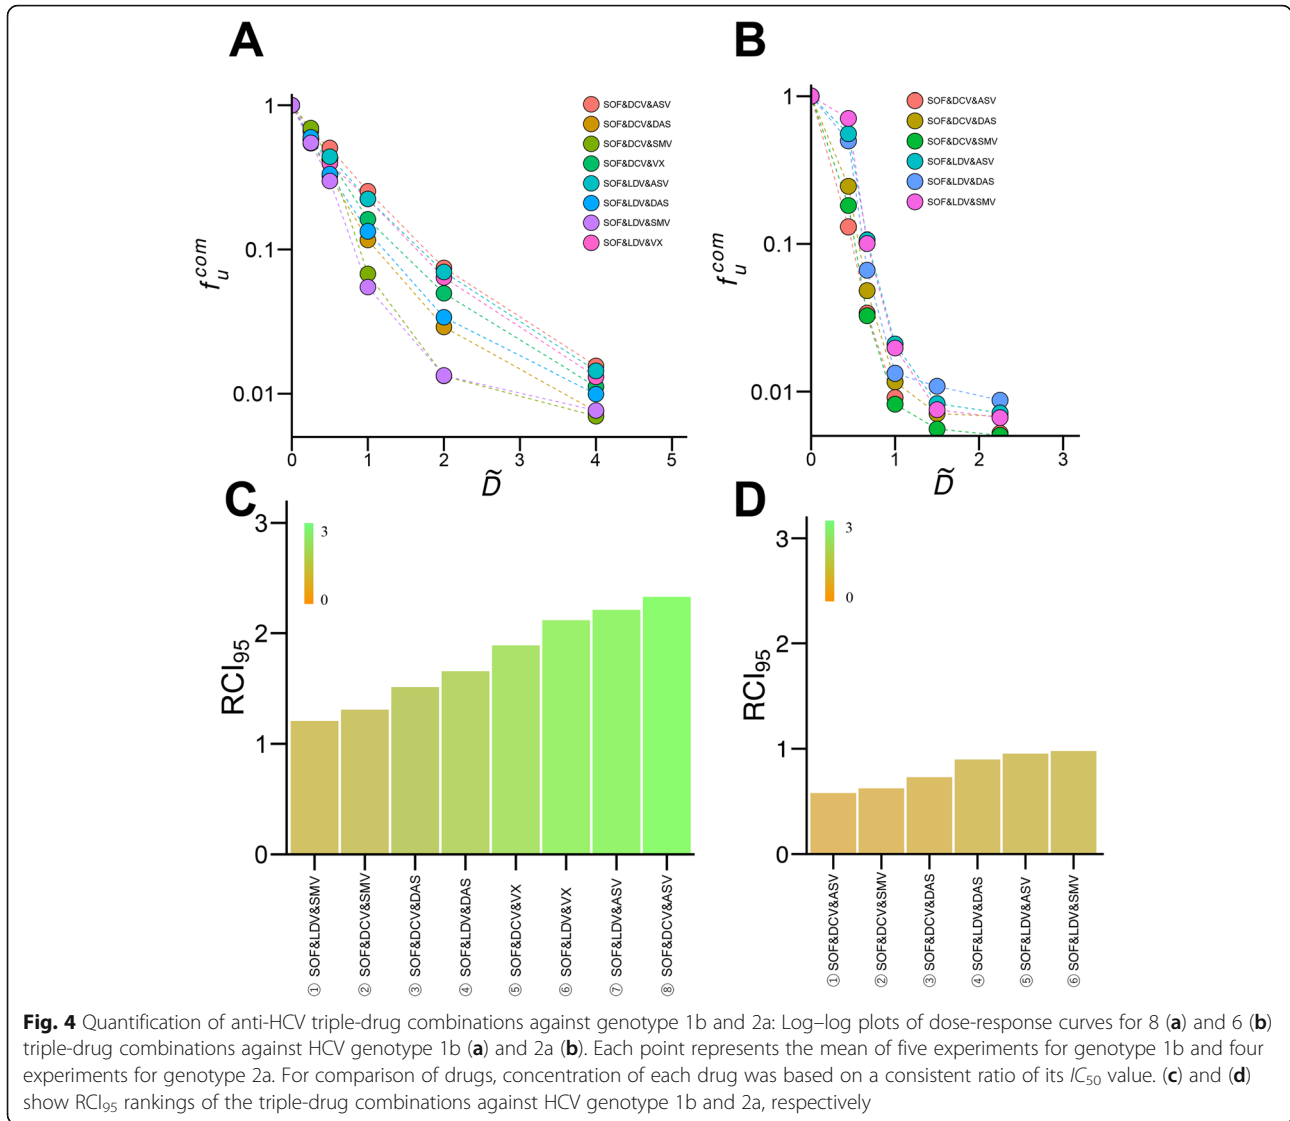 A
1
0.1
0.01
f_u^com
0 1 2 3 4 5
D̃
SOF&DCV&ASV
SOF&DCV&DAS
SOF&DCV&SMV
SOF&DCV&VX
SOF&LDV&ASV
SOF&LDV&DAS
SOF&LDV&SMV
SOF&LDV&VX
B
1
0.1
0.01
f_u^com
0 1 2 3
D̃
SOF&DCV&ASV
SOF&DCV&DAS
SOF&DCV&SMV
SOF&LDV&ASV
SOF&LDV&DAS
SOF&LDV&SMV
C
3
2
1
0
RCI95
3
0
① SOF&LDV&SMV
② SOF&DCV&SMV
③ SOF&DCV&DAS
④ SOF&LDV&DAS
⑤ SOF&DCV&VX
⑥ SOF&LDV&VX
⑦ SOF&LDV&ASV
⑧ SOF&DCV&ASV
D
3
2
1
0
RCI95
3
0
① SOF&DCV&ASV
② SOF&DCV&SMV
③ SOF&DCV&DAS
④ SOF&LDV&DAS
⑤ SOF&LDV&ASV
⑥ SOF&LDV&SMV
Fig. 4 Quantification of anti-HCV triple-drug combinations against genotype 1b and 2a: Log–log plots of dose-response curves for 8 (a) and 6 (b)
triple-drug combinations against HCV genotype 1b (a) and 2a (b). Each point represents the mean of five experiments for genotype 1b and four
experiments for genotype 2a. For comparison of drugs, concentration of each drug was based on a consistent ratio of its IC50 value. (c) and (d)
show RCI95 rankings of the triple-drug combinations against HCV genotype 1b and 2a, respectively